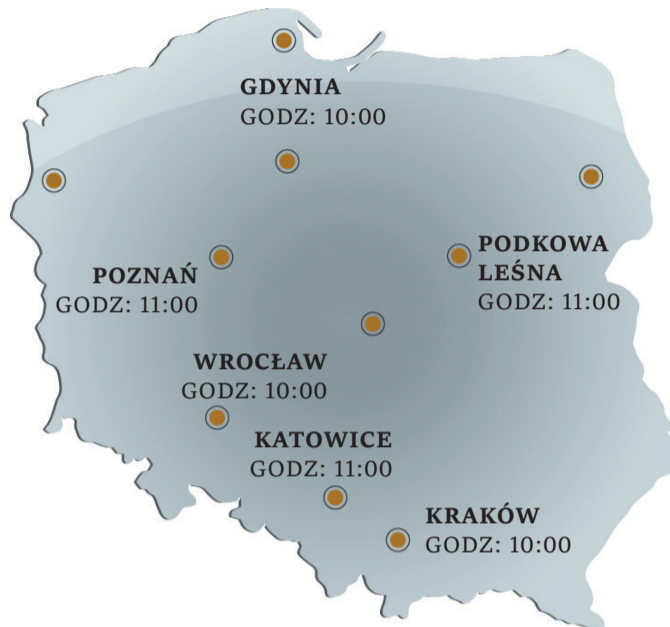 GDYNIA
GODZ: 10:00
PODKOWA
LEŚNA
GODZ: 11:00
POZNAŃ
GODZ: 11:00
WROCŁAW
GODZ: 10:00
KATOWICE
GODZ: 11:00
KRAKÓW
GODZ: 10:00